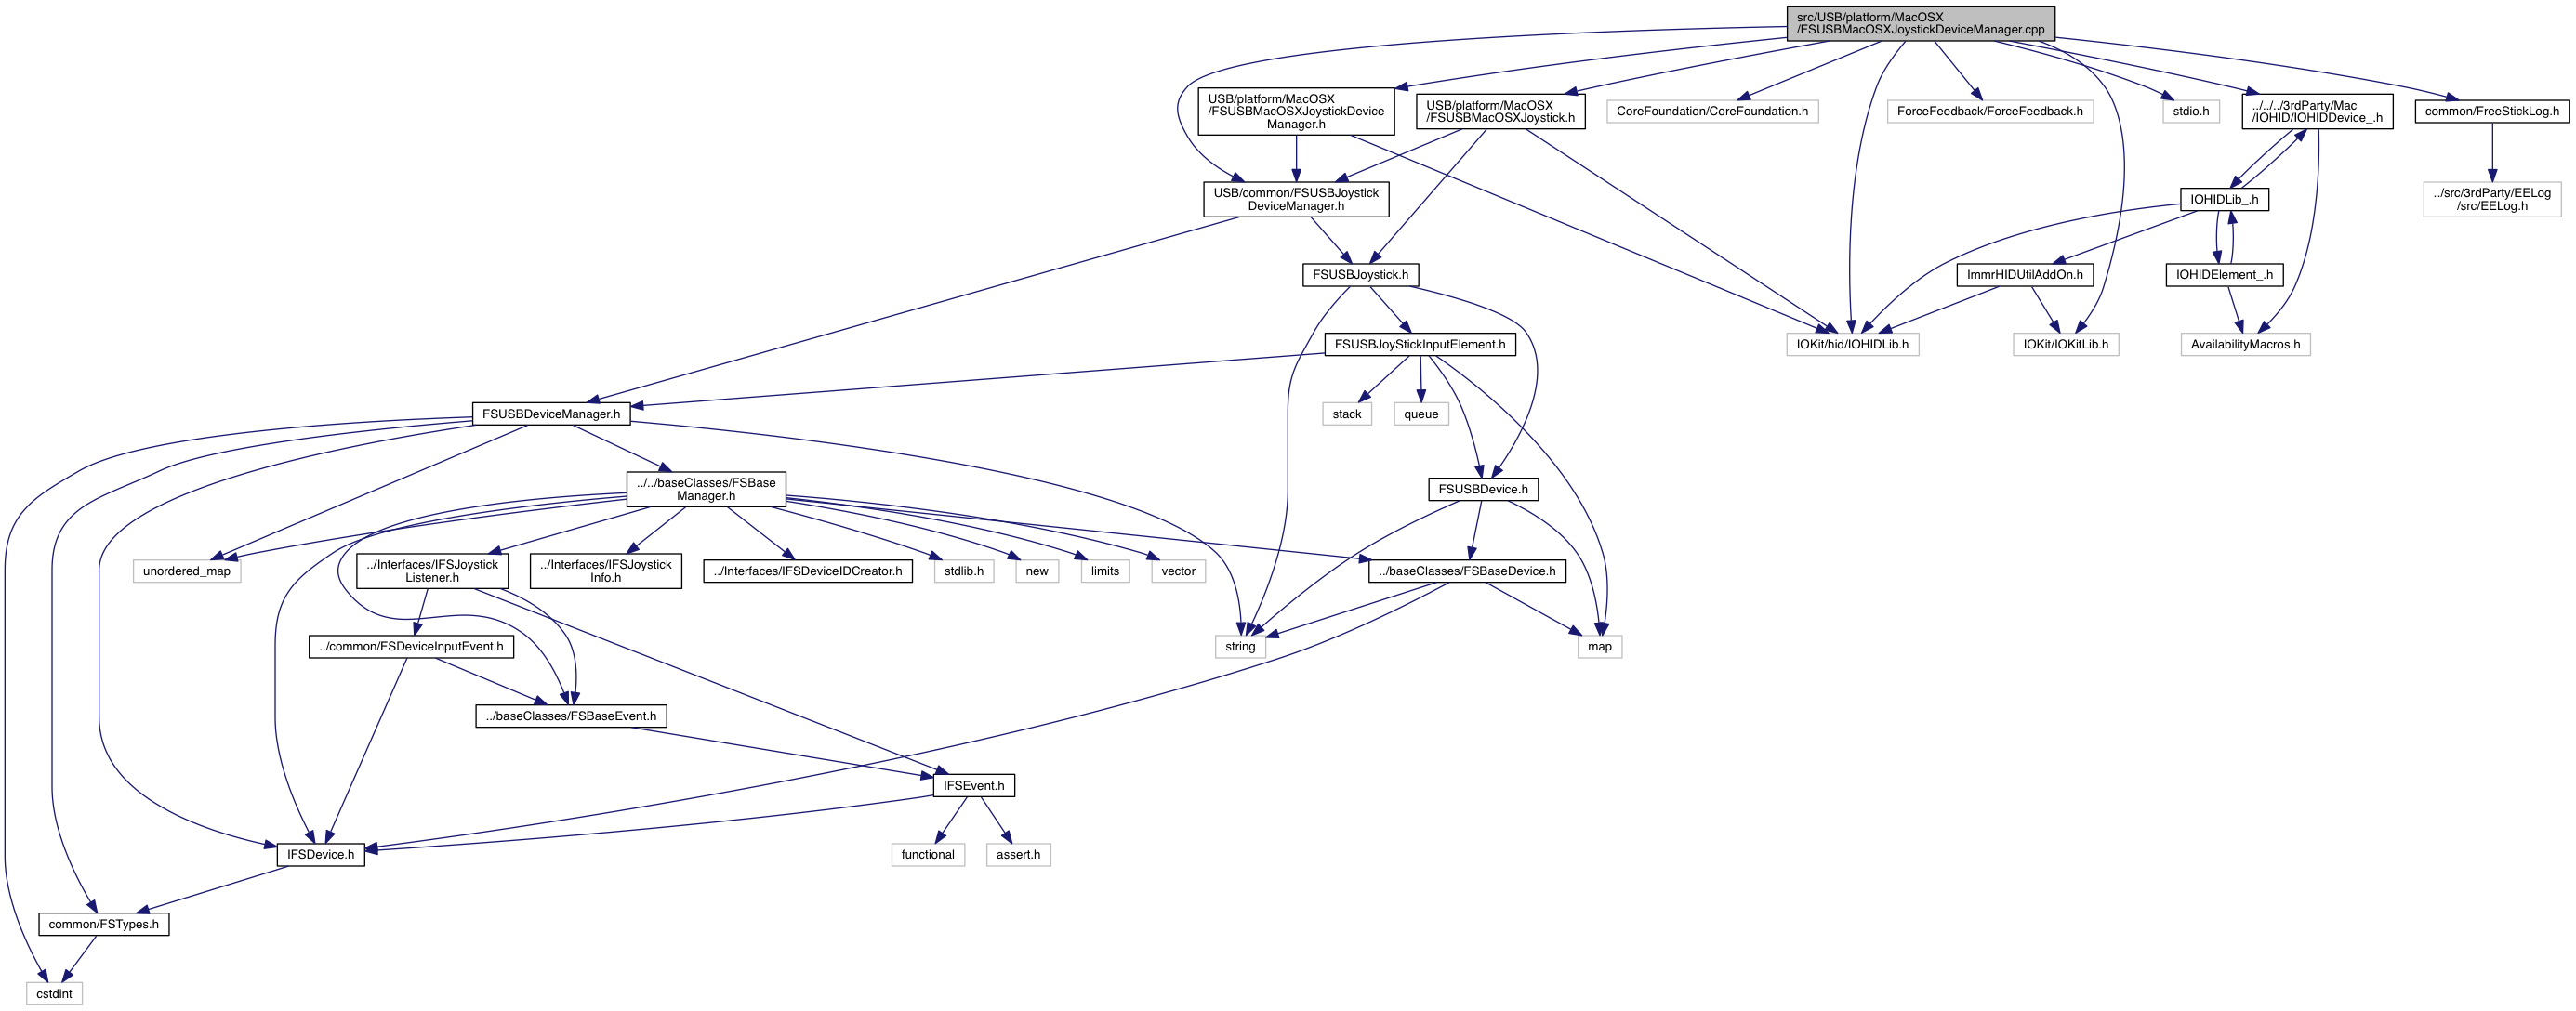 src/USB/platform/MacOSX
/FSUSBMacOSXJoystickDeviceManager.cpp
USB/platform/MacOSX
/FSUSBMacOSXJoystickDevice
Manager.h
USB/platform/MacOSX
/FSUSBMacOSXJoystick.h
CoreFoundation/CoreFoundation.h
ForceFeedback/ForceFeedback.h
stdio.h
../../../3rdParty/Mac
/IOHID/IOHIDDevice_.h
common/FreeStickLog.h
USB/common/FSUSBJoystick
DeviceManager.h
IOHIDLib_.h
../src/3rdParty/EELog
/src/EELog.h
FSUSBJoystick.h
ImmrHIDUtilAddOn.h
IOHIDElement_.h
FSUSBJoyStickInputElement.h
IOKit/hid/IOHIDLib.h
IOKit/IOKitLib.h
AvailabilityMacros.h
FSUSBDeviceManager.h
stack
queue
../../baseClasses/FSBase
Manager.h
FSUSBDevice.h
unordered_map
../Interfaces/IFSJoystick
Listener.h
../Interfaces/IFSJoystick
Info.h
../Interfaces/IFSDeviceIDCreator.h
stdlib.h
new
limits
vector
../baseClasses/FSBaseDevice.h
../common/FSDeviceInputEvent.h
string
map
../baseClasses/FSBaseEvent.h
IFSEvent.h
IFSDevice.h
functional
assert.h
common/FSTypes.h
cstdint